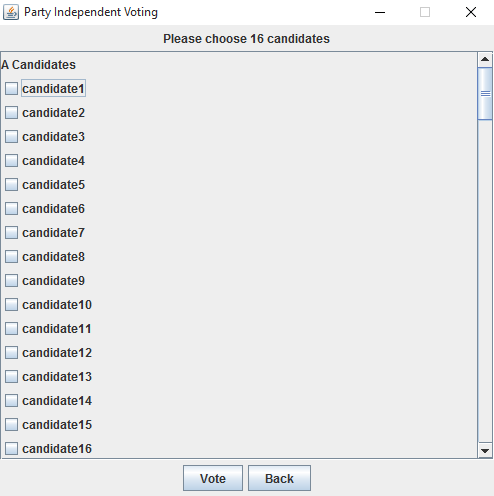 Party Independent Voting
Please choose 16 candidates
A Candidates
candidate1
candidate2
candidate3
candidate4
candidate5
candidate6
candidate7
candidate8
candidate9
candidate10
candidate11
candidate12
candidate13
candidate14
candidate15
candidate16
Vote Back